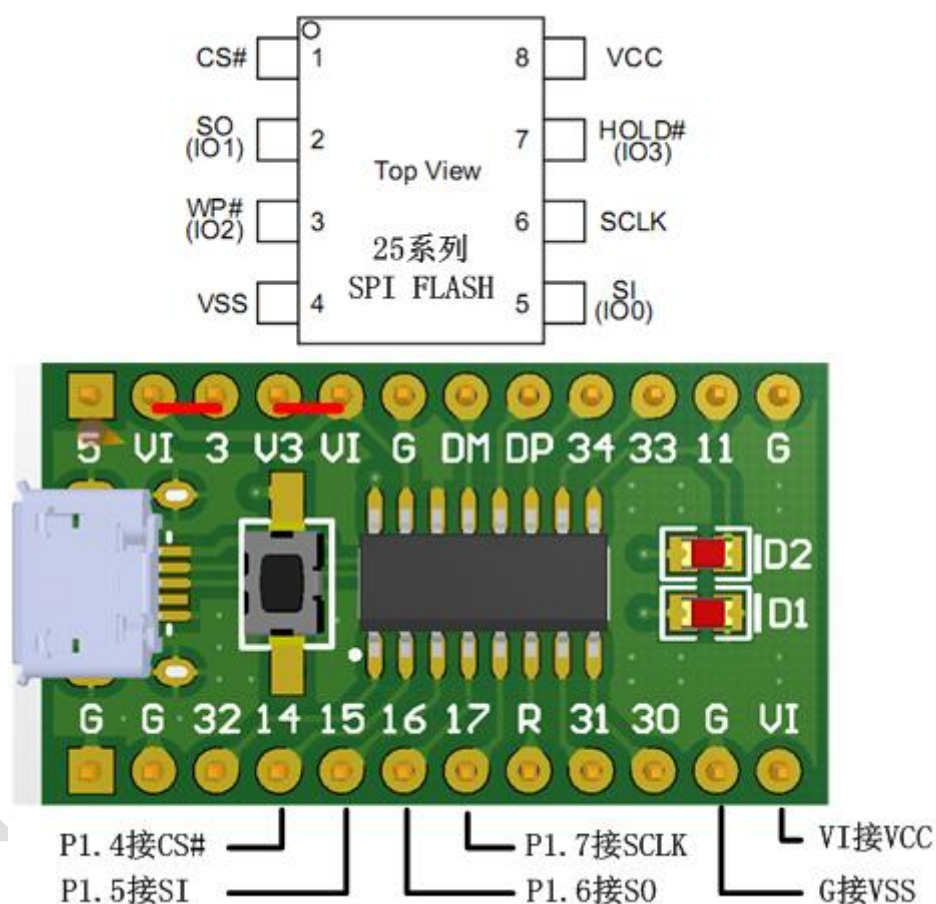 CS# 1 8 VCC
SO 2 7 HOLD#
(IO1) (IO3)
Top View
WP# 3 6 SCLK
(IO2)
25系列
SPI FLASH
VSS 4 5 SI
(IO0)
5 VI 3 V3 VI G DM DP 34 33 11 G
D2
D1
G G 32 14 15 16 17 R 31 30 G VI
P1.4接CS# P1.7接SCLK VI接VCC
P1.5接SI P1.6接SO G接VSS